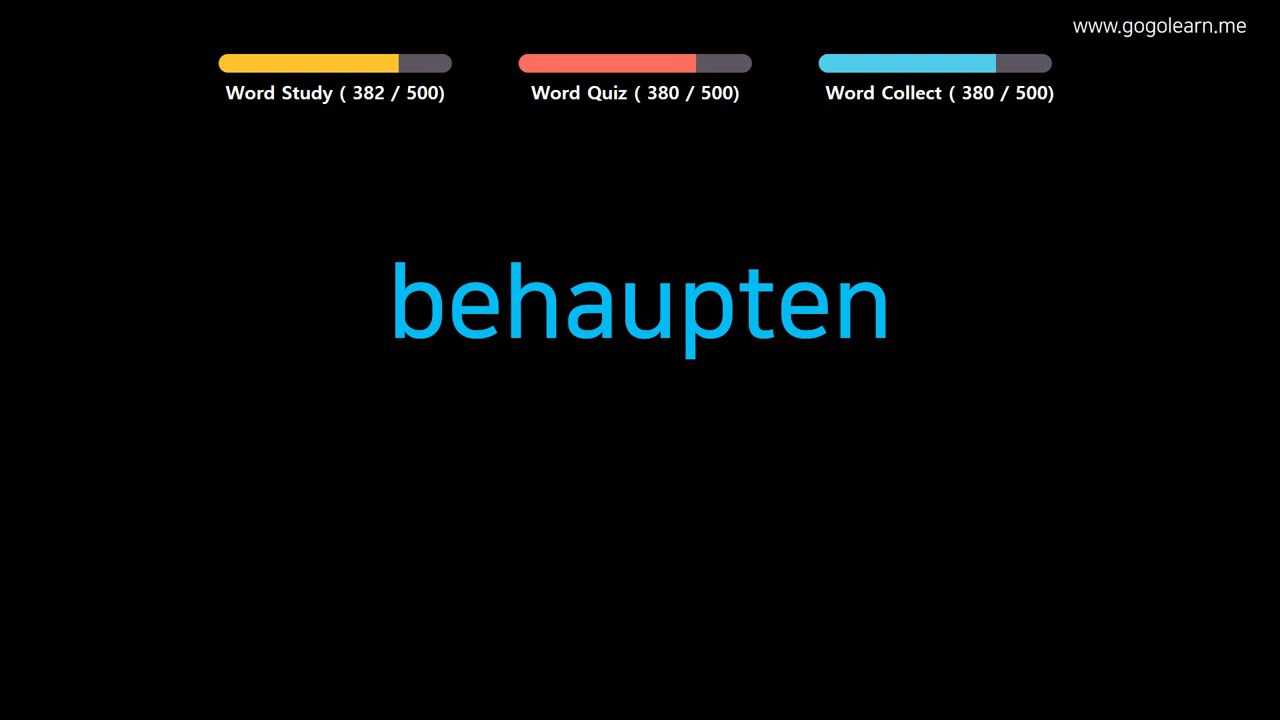 www.gogolearn.me
Word Study ( 382 / 500)
Word Quiz ( 380 / 500)
Word Collect ( 380 / 500)
behaupten